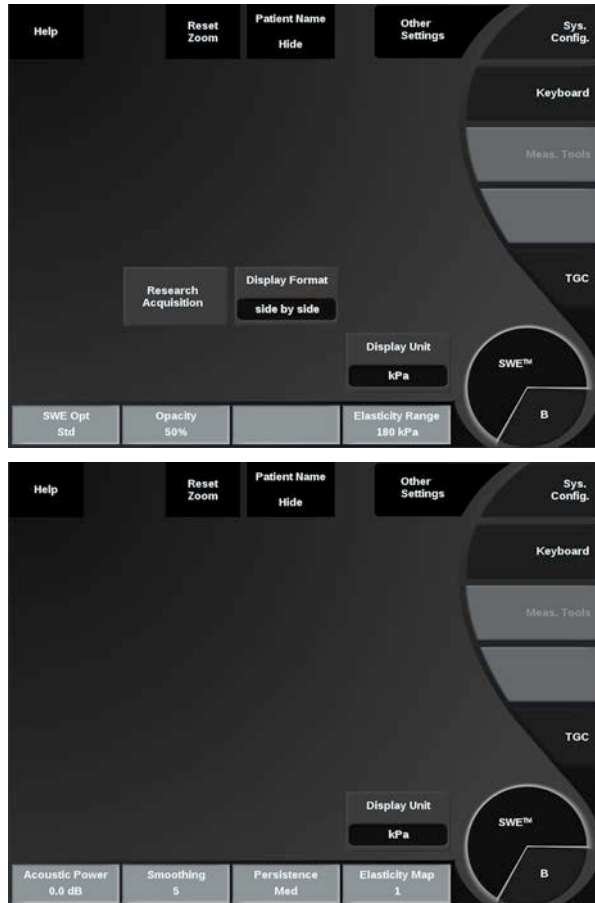 Help
Reset
Zoom
Patient Name
Hide
Other
Settings
Sys.
Config.
Keyboard
Meas. Tools
TGC
Research
Acquisition
Display Format
side by side
Display Unit
kPa
SWE™
B
SWE Opt
Std
Opacity
50%
Elasticity Range
180 kPa
Help
Reset
Zoom
Patient Name
Hide
Other
Settings
Sys.
Config.
Keyboard
Meas. Tools
TGC
Display Unit
kPa
SWE™
B
Acoustic Power
0.0 dB
Smoothing
5
Persistence
Med
Elasticity Map
1